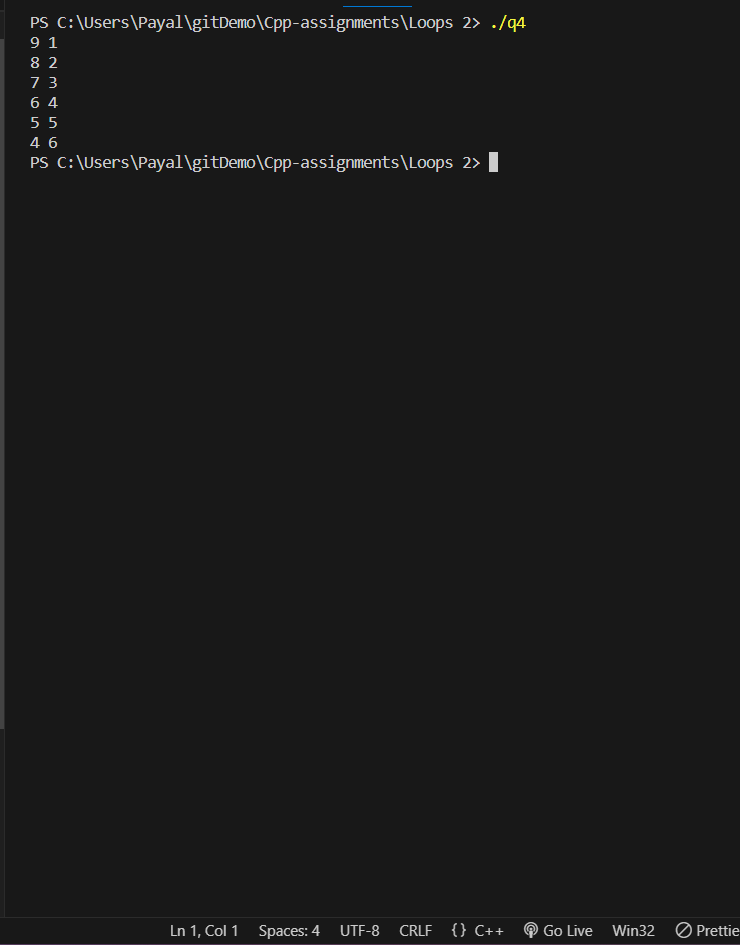 PS C:\Users\Payal\gitDemo\Cpp-assignments\Loops 2> ./q4
9 1
8 2
7 3
6 4
5 5
4 6
PS C:\Users\Payal\gitDemo\Cpp-assignments\Loops 2>
Ln 1, Col 1 Spaces: 4 UTF-8 CRLF {} C++ Go Live Win32 Prettie